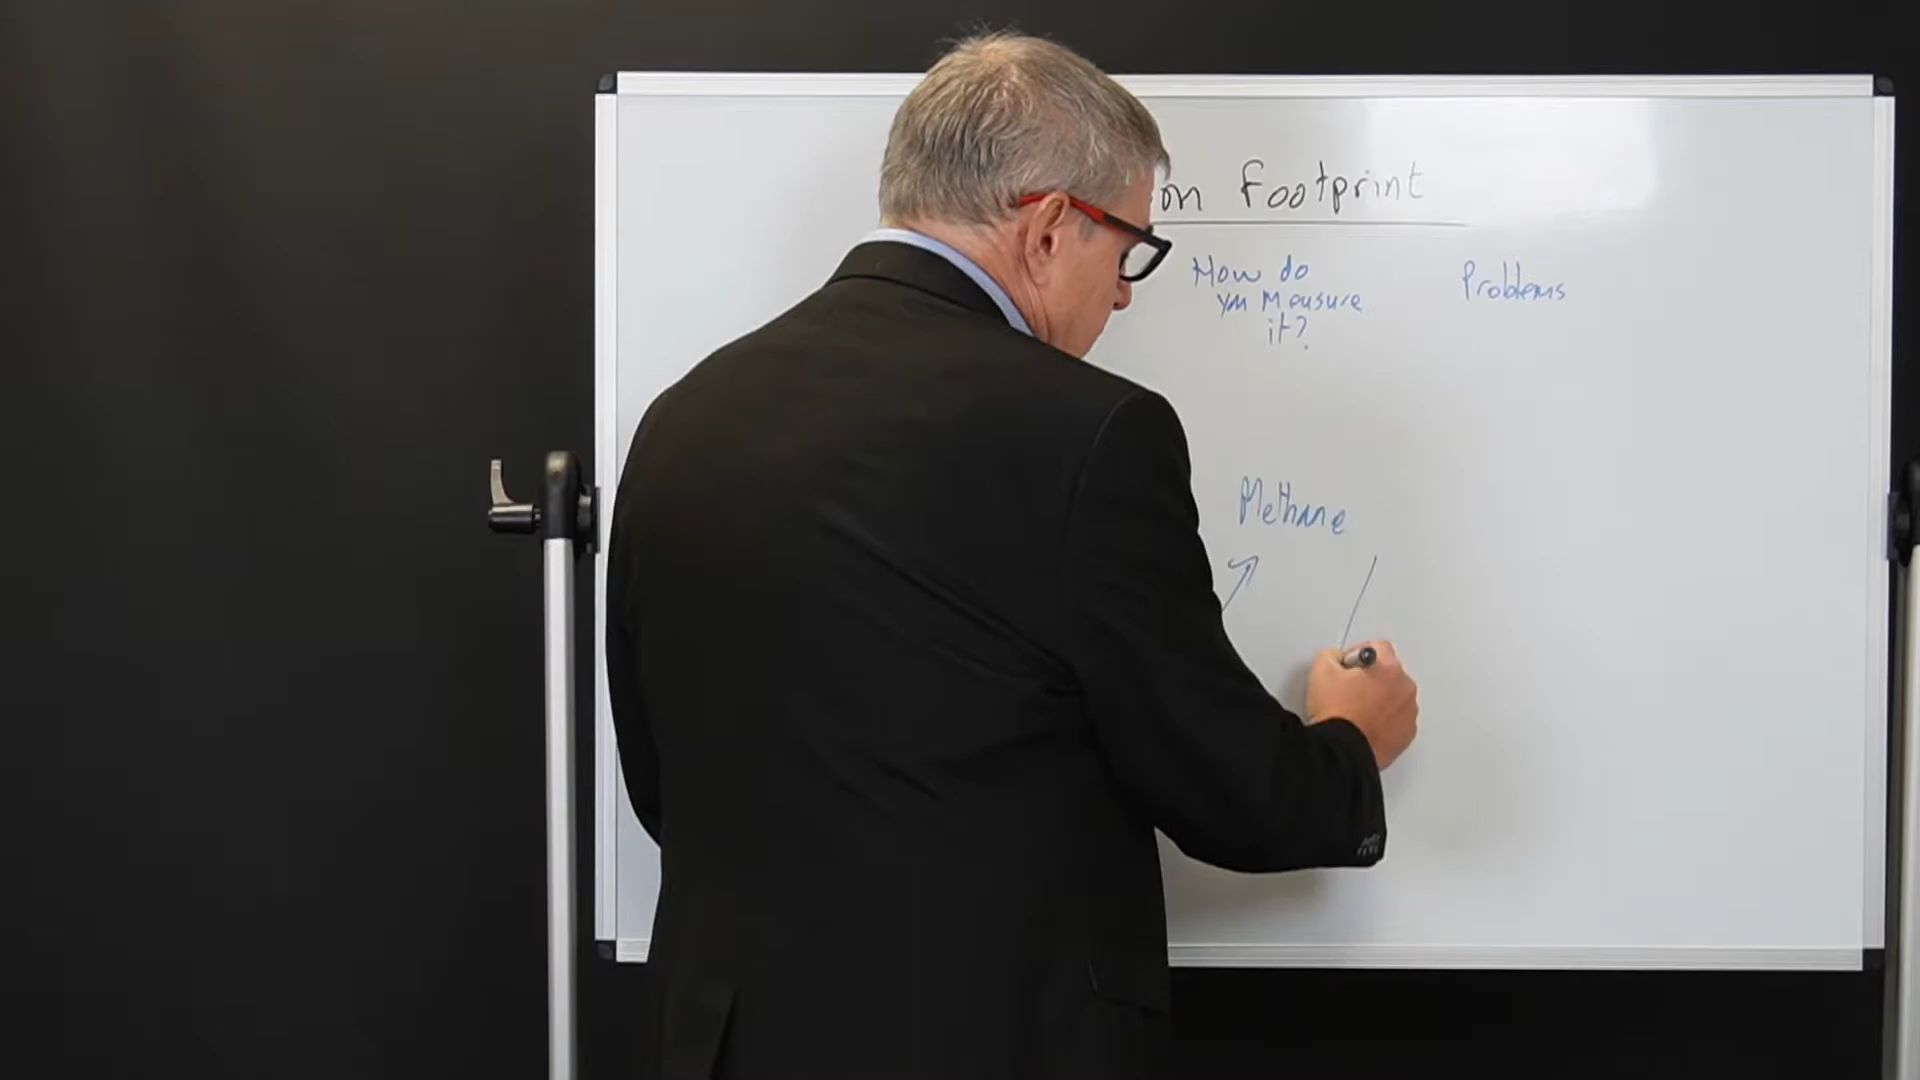 on Footprint
How do
you Measure
it?
Problems
Methane